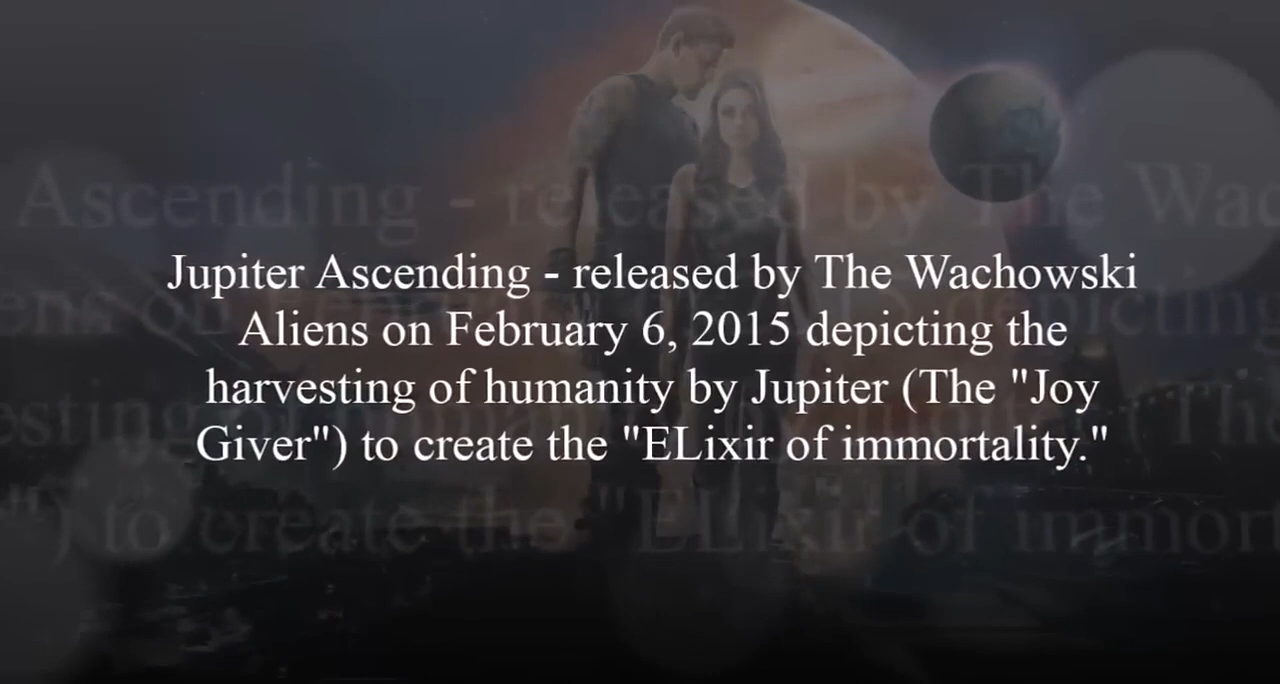 Jupiter Ascending - released by The Wachowski
Aliens on February 6, 2015 depicting the
harvesting of humanity by Jupiter (The "Joy
Giver") to create the "ELixir of immortality."